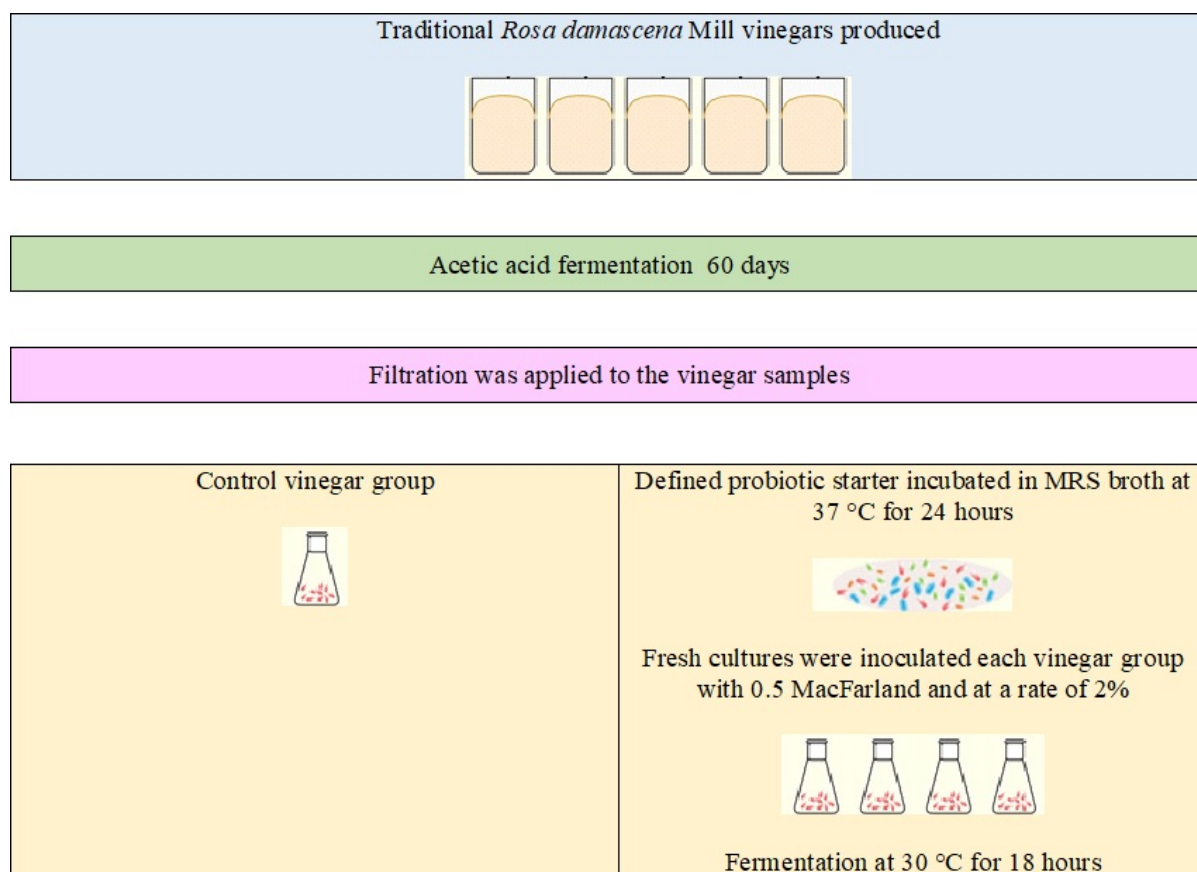 Traditional Rosa damascena Mill vinegars produced
Acetic acid fermentation 60 days
Filtration was applied to the vinegar samples
Control vinegar group
Defined probiotic starter incubated in MRS broth at
37 °C for 24 hours
Fresh cultures were inoculated each vinegar group
with 0.5 MacFarland and at a rate of 2%
Fermentation at 30 °C for 18 hours